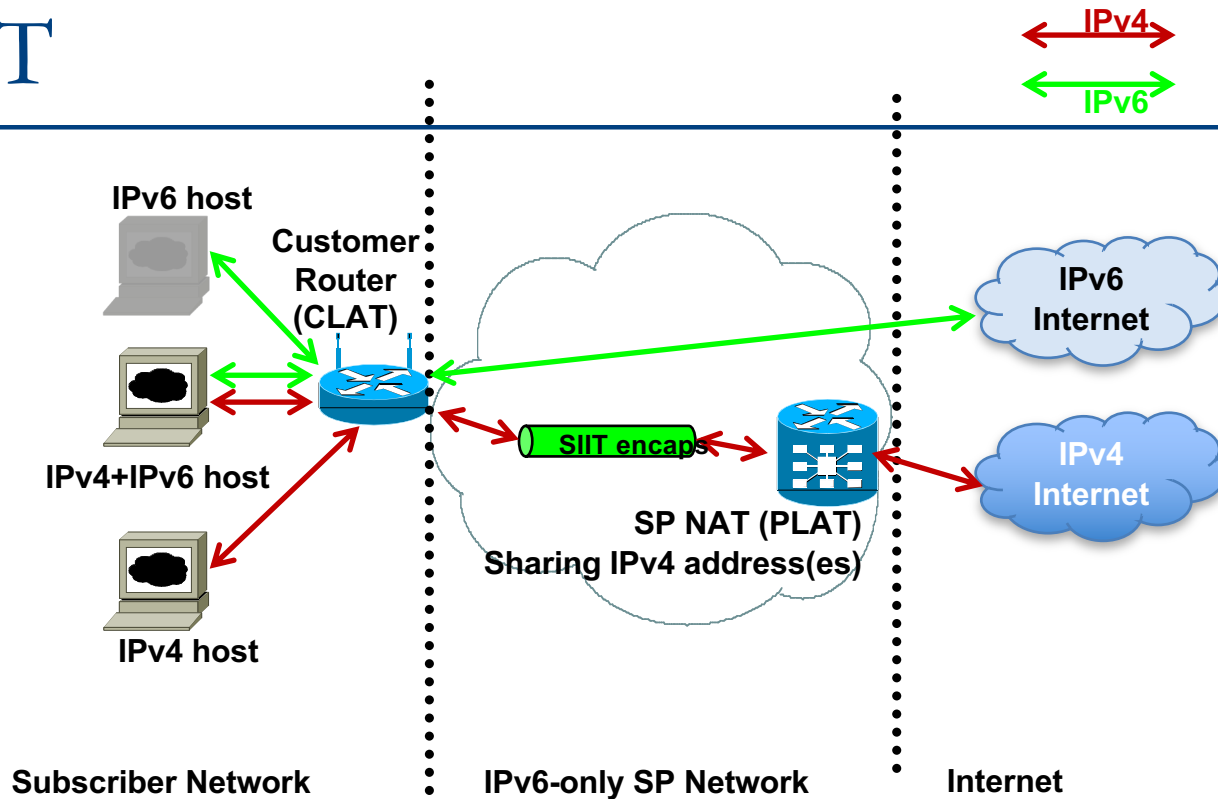 T
IPv4
IPv6
IPv6 host
Customer
Router
(CLAT)
IPv6
Internet
SIIT encaps
IPv4+IPv6 host
IPv4
Internet
SP NAT (PLAT)
Sharing IPv4 address(es)
IPv4 host
Subscriber Network
IPv6-only SP Network
Internet